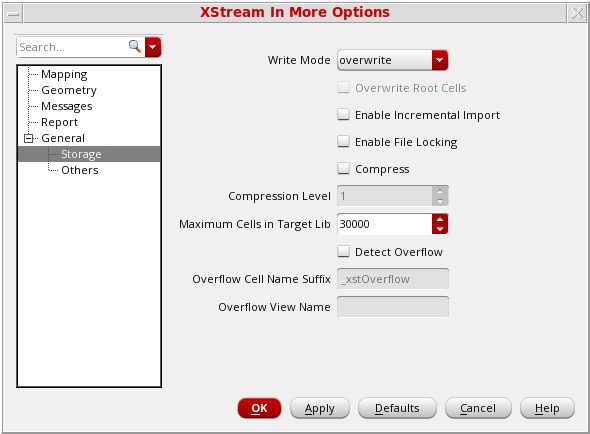 XStream In More Options
Search...
Mapping
Geometry
Messages
Report
General
Storage
Others
Write Mode overwrite
Overwrite Root Cells
Enable Incremental Import
Enable File Locking
Compress
Compression Level 1
Maximum Cells in Target Lib 30000
Detect Overflow
Overflow Cell Name Suffix _xstOverflow
Overflow View Name
OK Apply Defaults Cancel Help